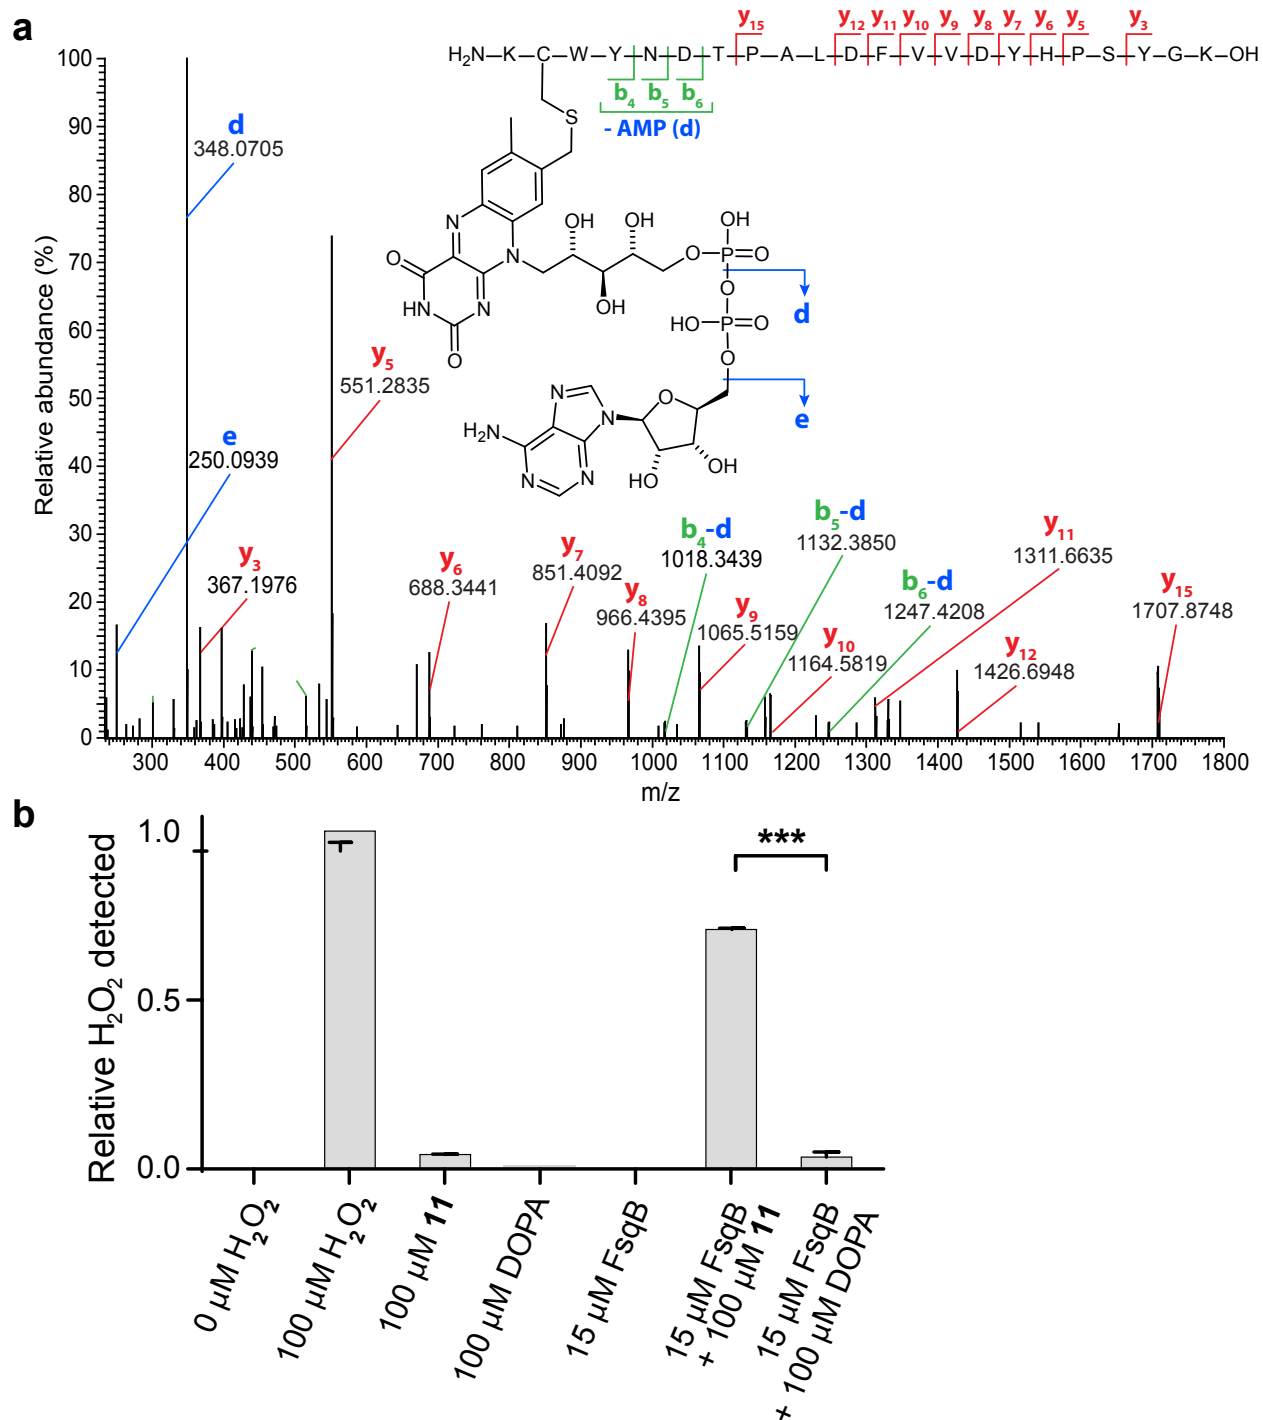 a
y15 y12 y11 y10 y9 y8 y7 y6 y5 y3
H2N-K-C-W-Y-N-D-T-P-A-L-D-F-V-V-D-Y-H-P-S-Y-G-K-OH
b4 b5 b6
- AMP (d)
S
N
O
N
HN
N
O
OH
OH
OH
O
OH
P=O
O
d
HO-P=O
O
e
N
N
H2N
N
N
O
HO
OH
Relative abundance (%)
100
90
80
70
60
50
40
30
20
10
0
d
348.0705
e
250.0939
y3
367.1976
y5
551.2835
y6
688.3441
y7
851.4092
y8
966.4395
b4-d
1018.3439
y9
1065.5159
b5-d
1132.3850
y10
1164.5819
b6-d
1247.4208
y11
1311.6635
y12
1426.6948
y15
1707.8748
300 400 500 600 700 800 900 1000 1100 1200 1300 1400 1500 1600 1700 1800
m/z
b
Relative H2O2 detected
1.0
0.5
0.0
***
0 µM H2O2
100 µM H2O2
100 µM 11
100 µM DOPA
15 µM FsqB
15 µM FsqB
+ 100 µM 11
15 µM FsqB
+ 100 µM DOPA